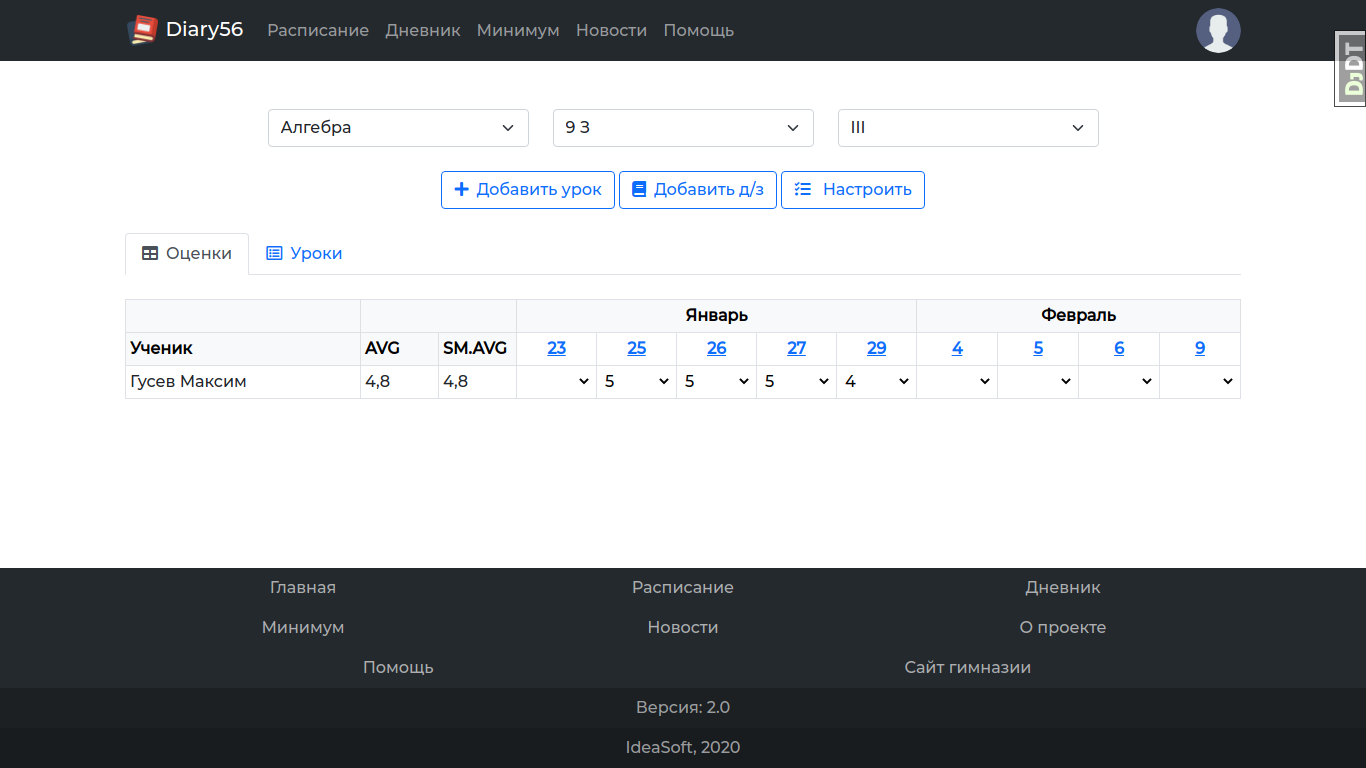 Diary56 Расписание Дневник Минимум Новости Помощь
DJDT
Алгебра 9 З III
Добавить урок Добавить д/з Настроить
Оценки Уроки
Январь Февраль
Ученик AVG SM.AVG 23 25 26 27 29 4 5 6 9
Гусев Максим 4,8 4,8 5 5 5 4
Главная Расписание Дневник
Минимум Новости О проекте
Помощь Сайт гимназии
Версия: 2.0
IdeaSoft, 2020